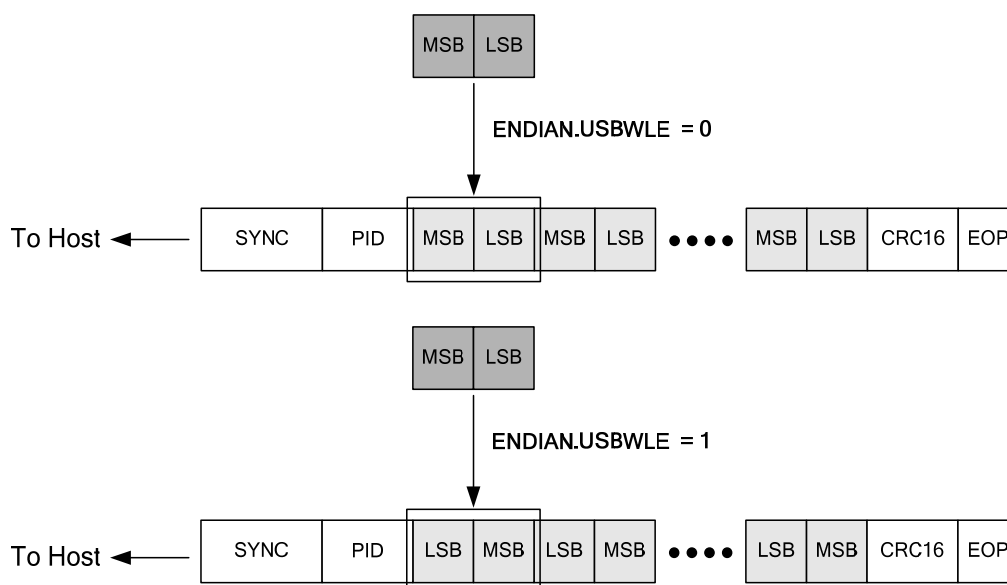 MSB LSB
ENDIAN.USBWLE = 0
To Host SYNC PID MSB LSB MSB LSB MSB LSB CRC16 EOP
MSB LSB
ENDIAN.USBWLE = 1
To Host SYNC PID LSB MSB LSB MSB LSB MSB CRC16 EOP